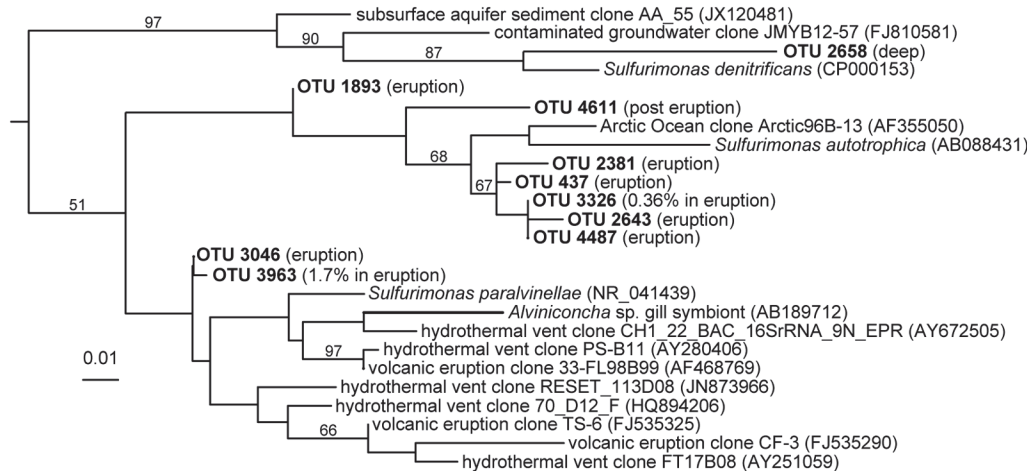 97
subsurface aquifer sediment clone AA_55 (JX120481)
contaminated groundwater clone JMYB12-57 (FJ810581)
90
87
OTU 2658 (deep)
Sulfurimonas denitrificans (CP000153)
OTU 1893 (eruption)
OTU 4611 (post eruption)
Arctic Ocean clone Arctic96B-13 (AF355050)
Sulfurimonas autotrophica (AB088431)
68
OTU 2381 (eruption)
67
OTU 437 (eruption)
OTU 3326 (0.36% in eruption)
51
OTU 2643 (eruption)
OTU 4487 (eruption)
OTU 3046 (eruption)
OTU 3963 (1.7% in eruption)
Sulfurimonas paralvinellae (NR_041439)
Alviniconcha sp. gill symbiont (AB189712)
hydrothermal vent clone CH1_22_BAC_16SrRNA_9N_EPR (AY672505)
97
hydrothermal vent clone PS-B11 (AY280406)
0.01
volcanic eruption clone 33-FL98B99 (AF468769)
hydrothermal vent clone RESET_113D08 (JN873966)
hydrothermal vent clone 70_D12_F (HQ894206)
66
volcanic eruption clone TS-6 (FJ535325)
volcanic eruption clone CF-3 (FJ535290)
hydrothermal vent clone FT17B08 (AY251059)